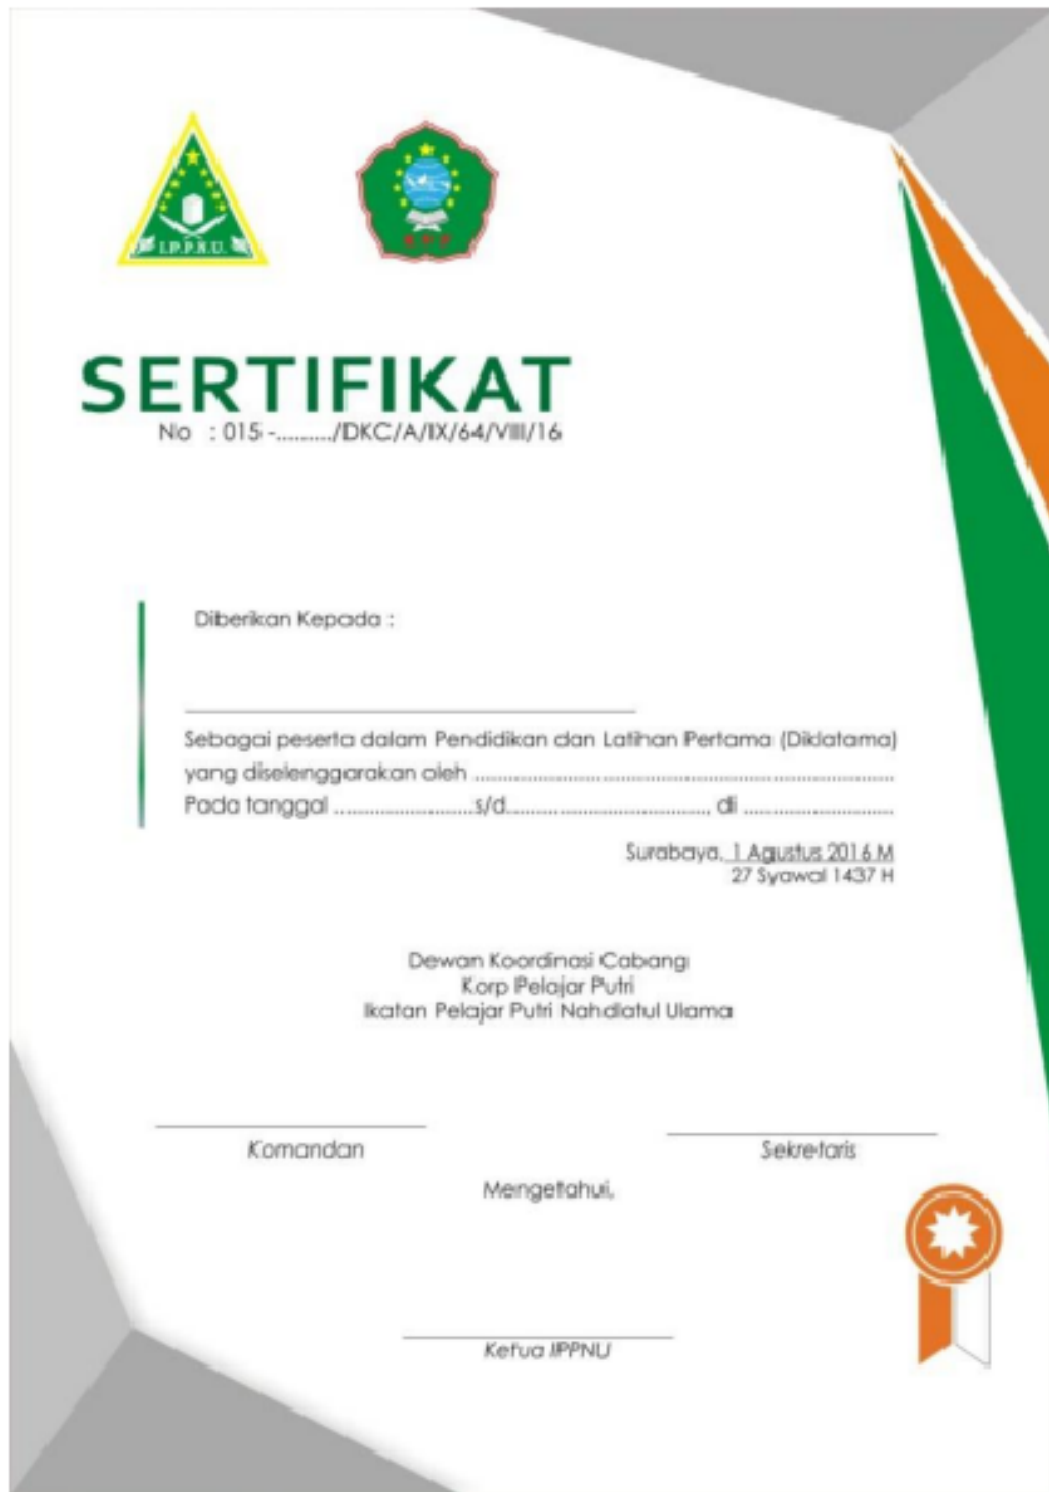 I.P.P.N.U.
SERTIFIKAT
No : 015 -........../DKC/A/IX/64/VIII/16
Diberikan Kepada :
Sebagai peserta dalam Pendidikan dan Latihan Pertama (Diklatama)
yang diselenggarakan oleh ..........................................................................
Pada tanggal .......................... s/d....................................., di ...........................
Surabaya, 1 Agustus 2016 M
27 Syawal 1437 H
Dewan Koordinasi Cabang
Korp Pelajar Putri
Ikatan Pelajar Putri Nahdlatul Ulama
Komandan
Sekretaris
Mengetahui,
Ketua IPPNU